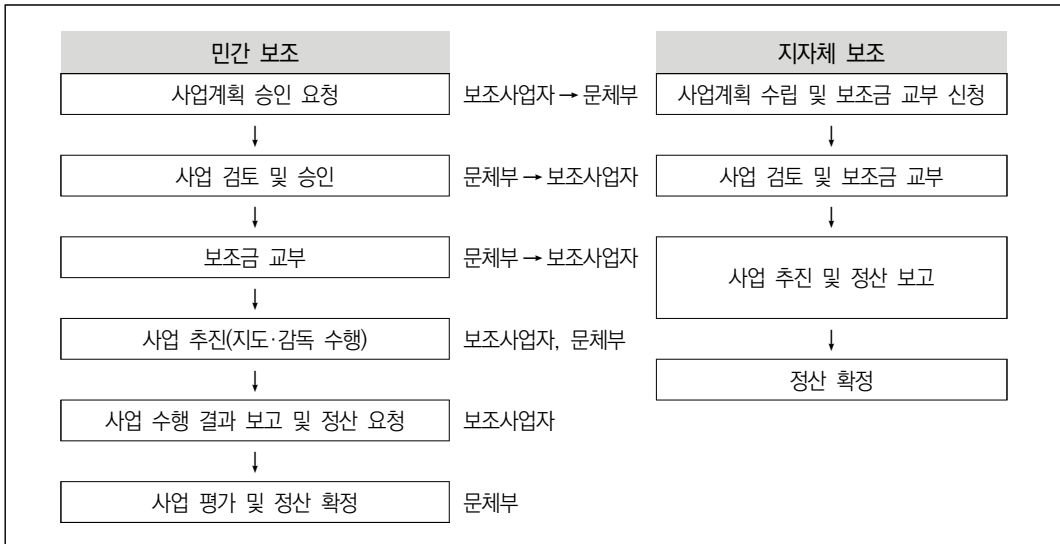 민간 보조
사업계획 승인 요청
↓
사업 검토 및 승인
↓
보조금 교부
↓
사업 추진(지도·감독 수행)
↓
사업 수행 결과 보고 및 정산 요청
↓
사업 평가 및 정산 확정
보조사업자 → 문체부
문체부 → 보조사업자
문체부 → 보조사업자
보조사업자, 문체부
보조사업자
문체부
지자체 보조
사업계획 수립 및 보조금 교부 신청
↓
사업 검토 및 보조금 교부
↓
사업 추진 및 정산 보고
↓
정산 확정